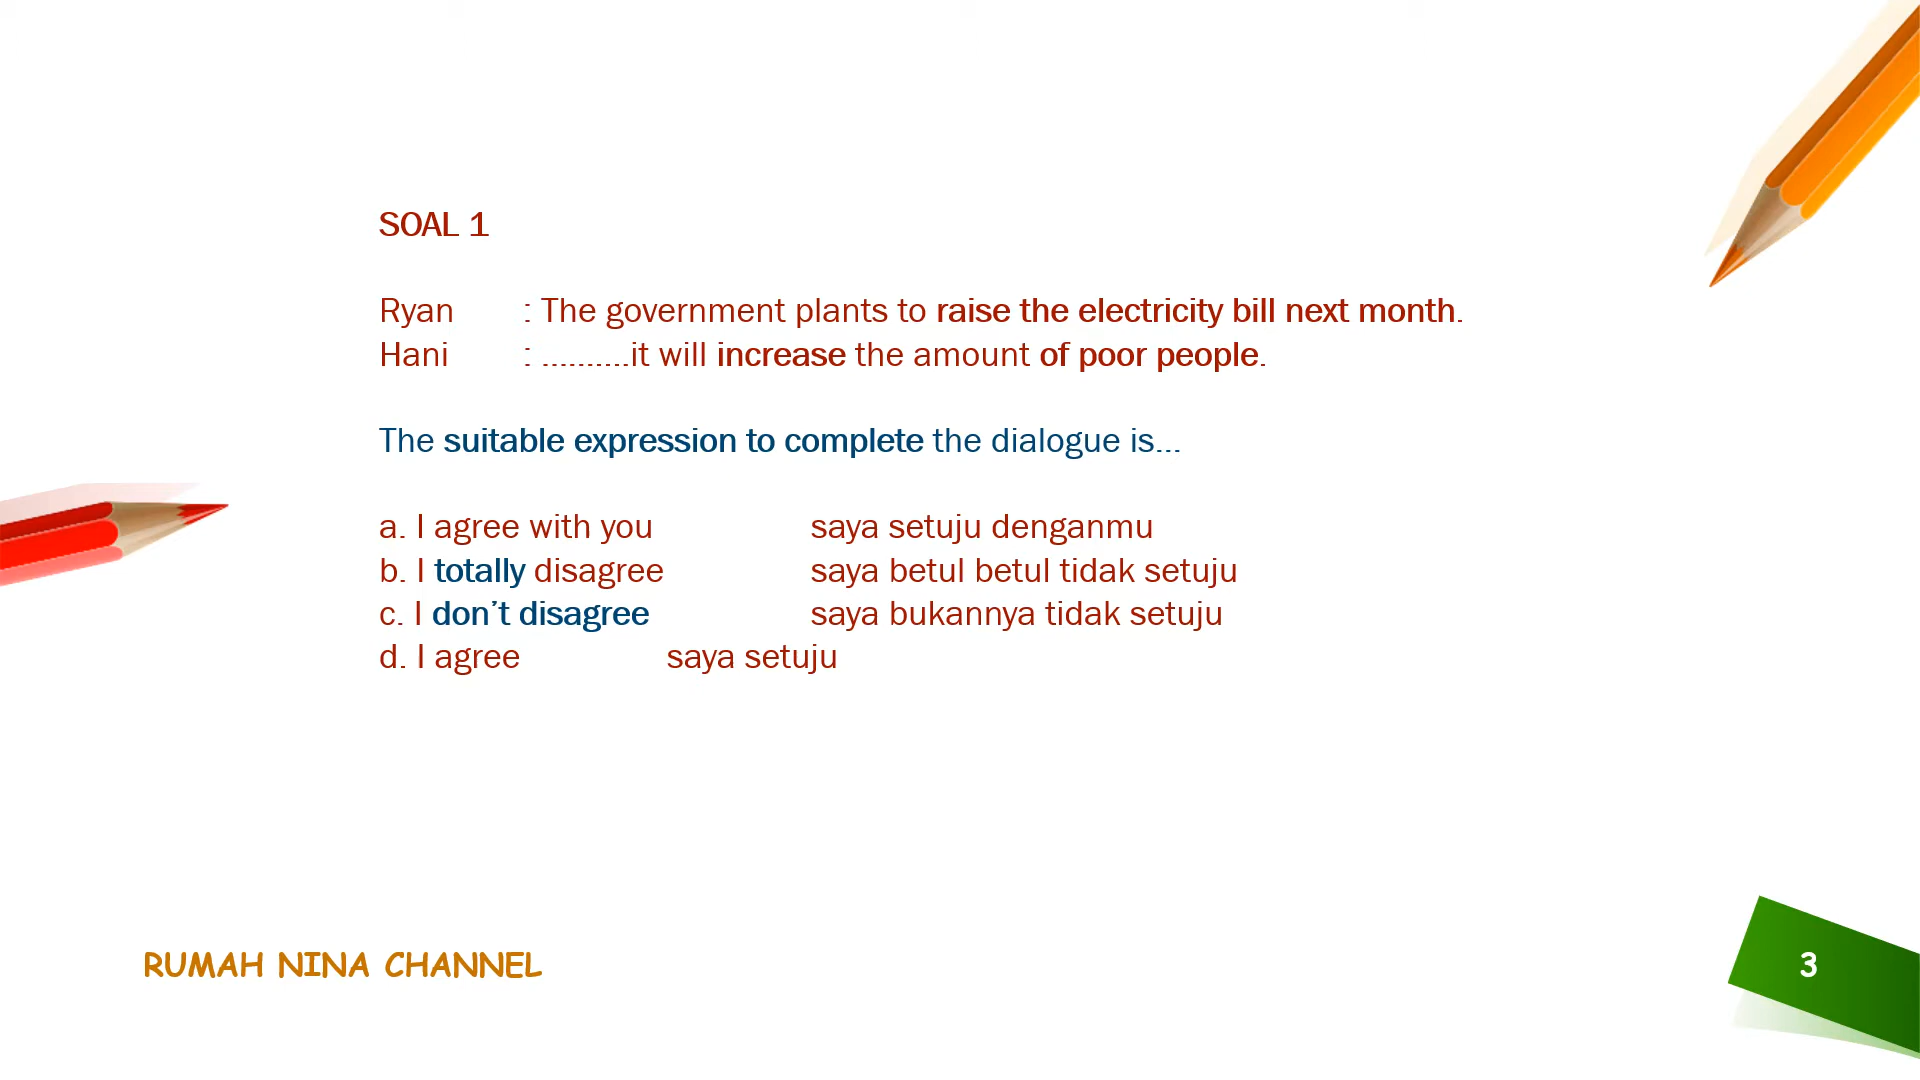 SOAL 1
Ryan : The government plants to raise the electricity bill next month.
Hani : ..........it will increase the amount of poor people.
The suitable expression to complete the dialogue is...
a. I agree with you saya setuju denganmu
b. I totally disagree saya betul betul tidak setuju
c. I don’t disagree saya bukannya tidak setuju
d. I agree saya setuju
RUMAH NINA CHANNEL
3